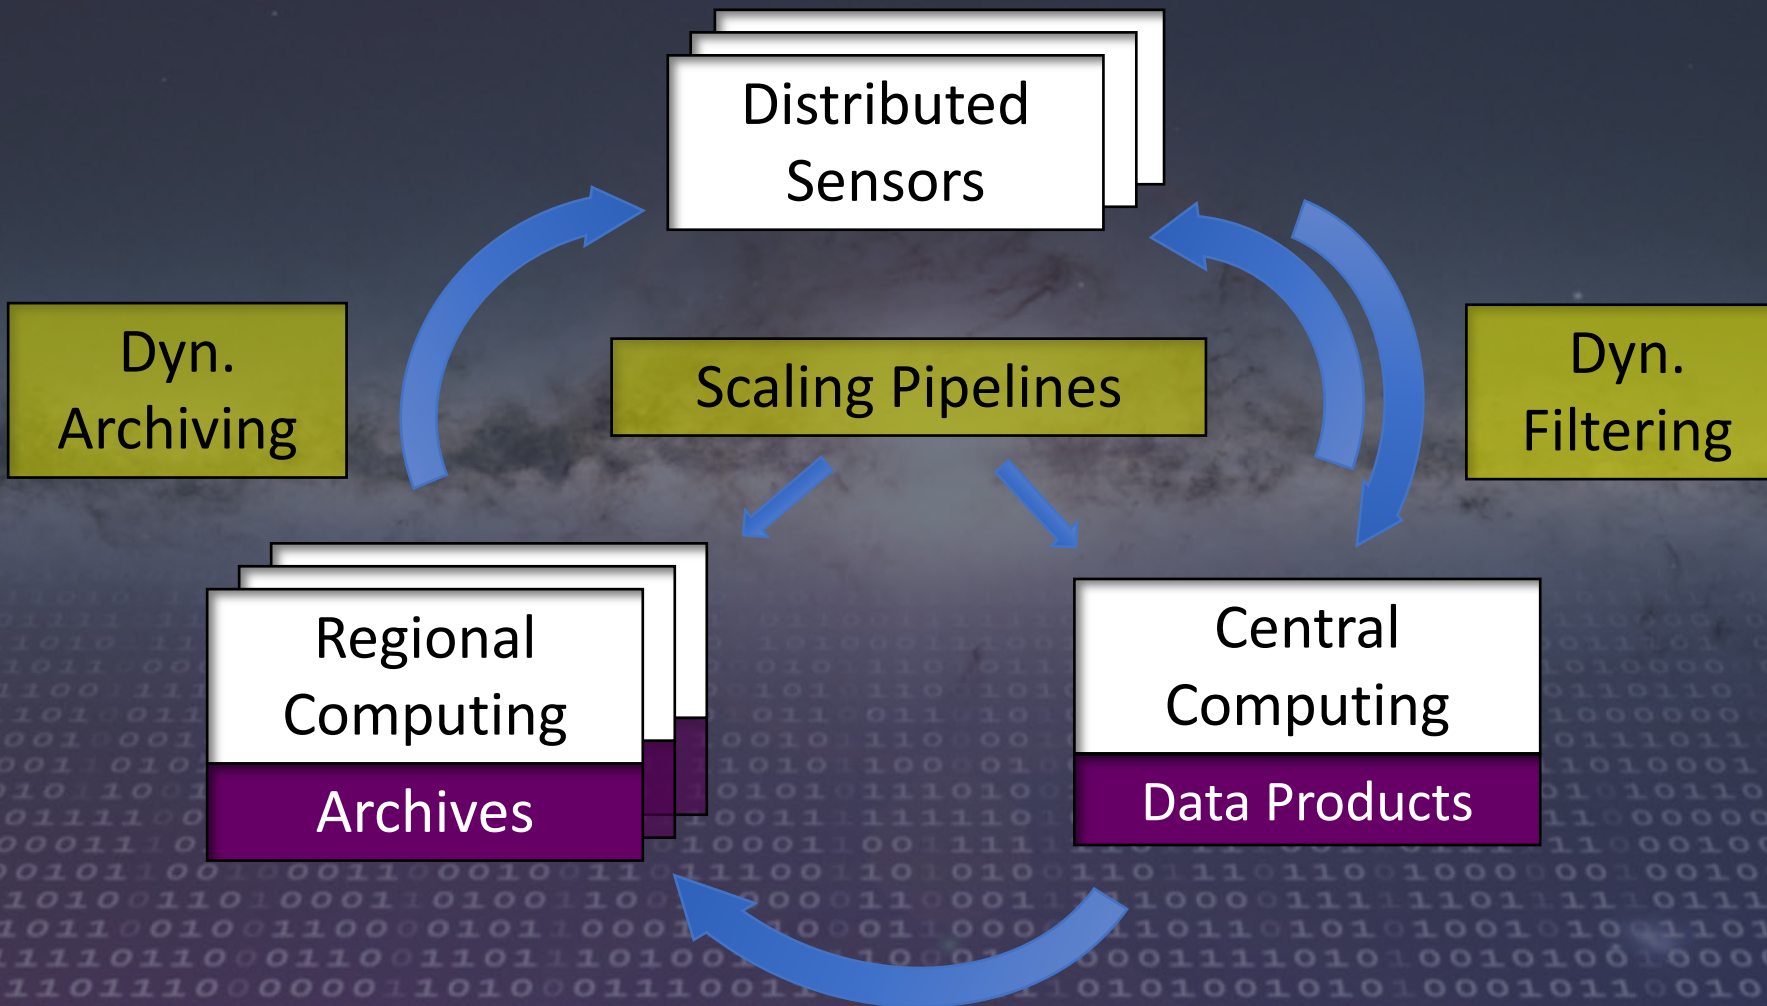 Distributed
Sensors
Dyn.
Archiving
Scaling Pipelines
Dyn.
Filtering
Regional
Computing
Archives
Central
Computing
Data Products